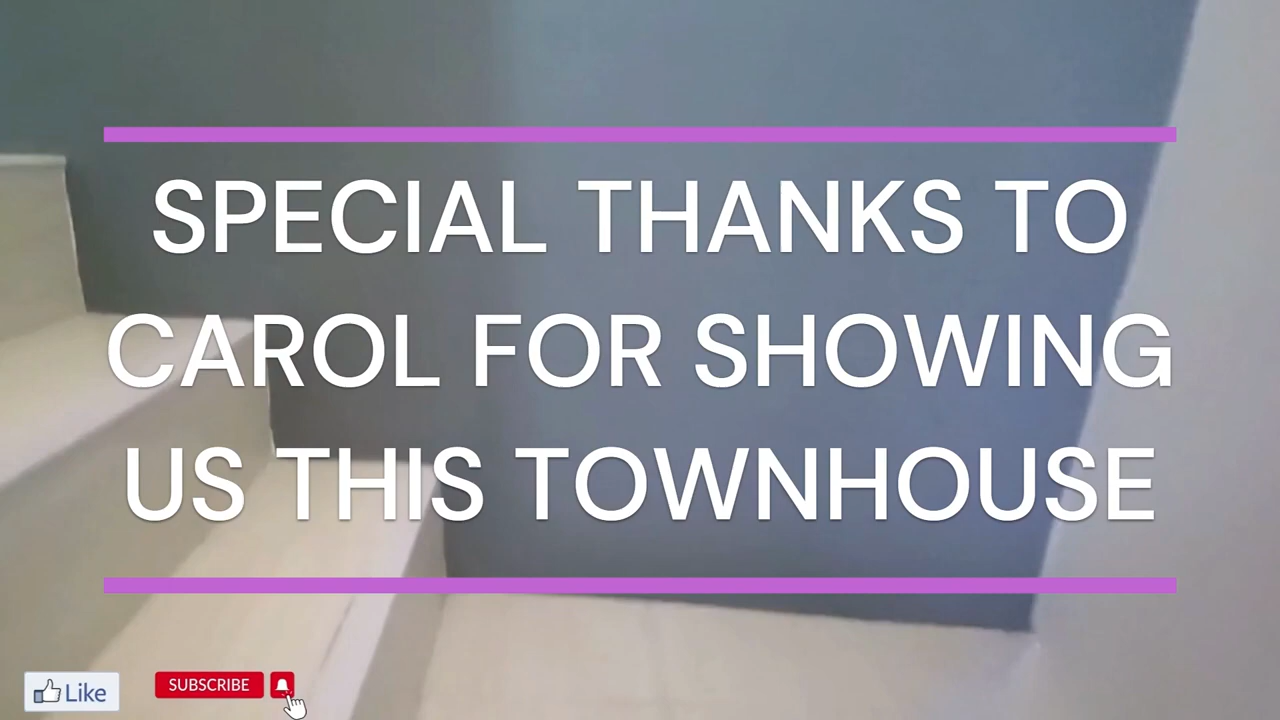 SPECIAL THANKS TO
CAROL FOR SHOWING
US THIS TOWNHOUSE
Like
SUBSCRIBE